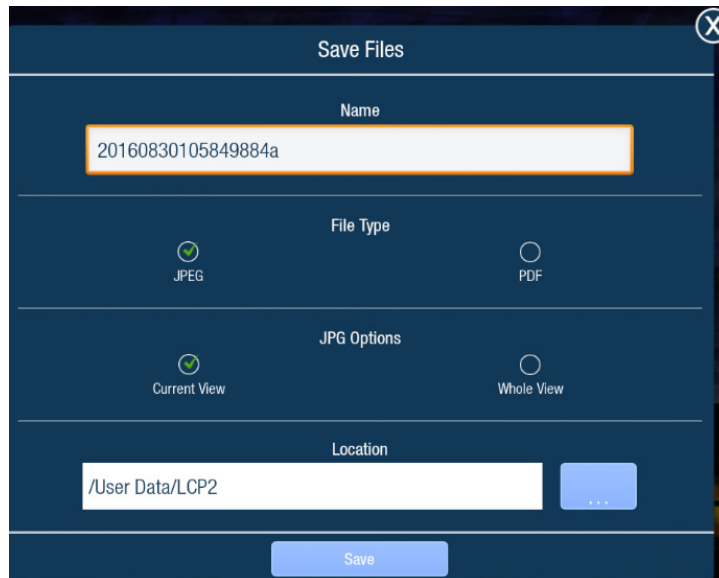 X
Save Files
Name
20160830105849884a
File Type
JPEG
PDF
JPG Options
Current View
Whole View
Location
/User Data/LCP2
...
Save